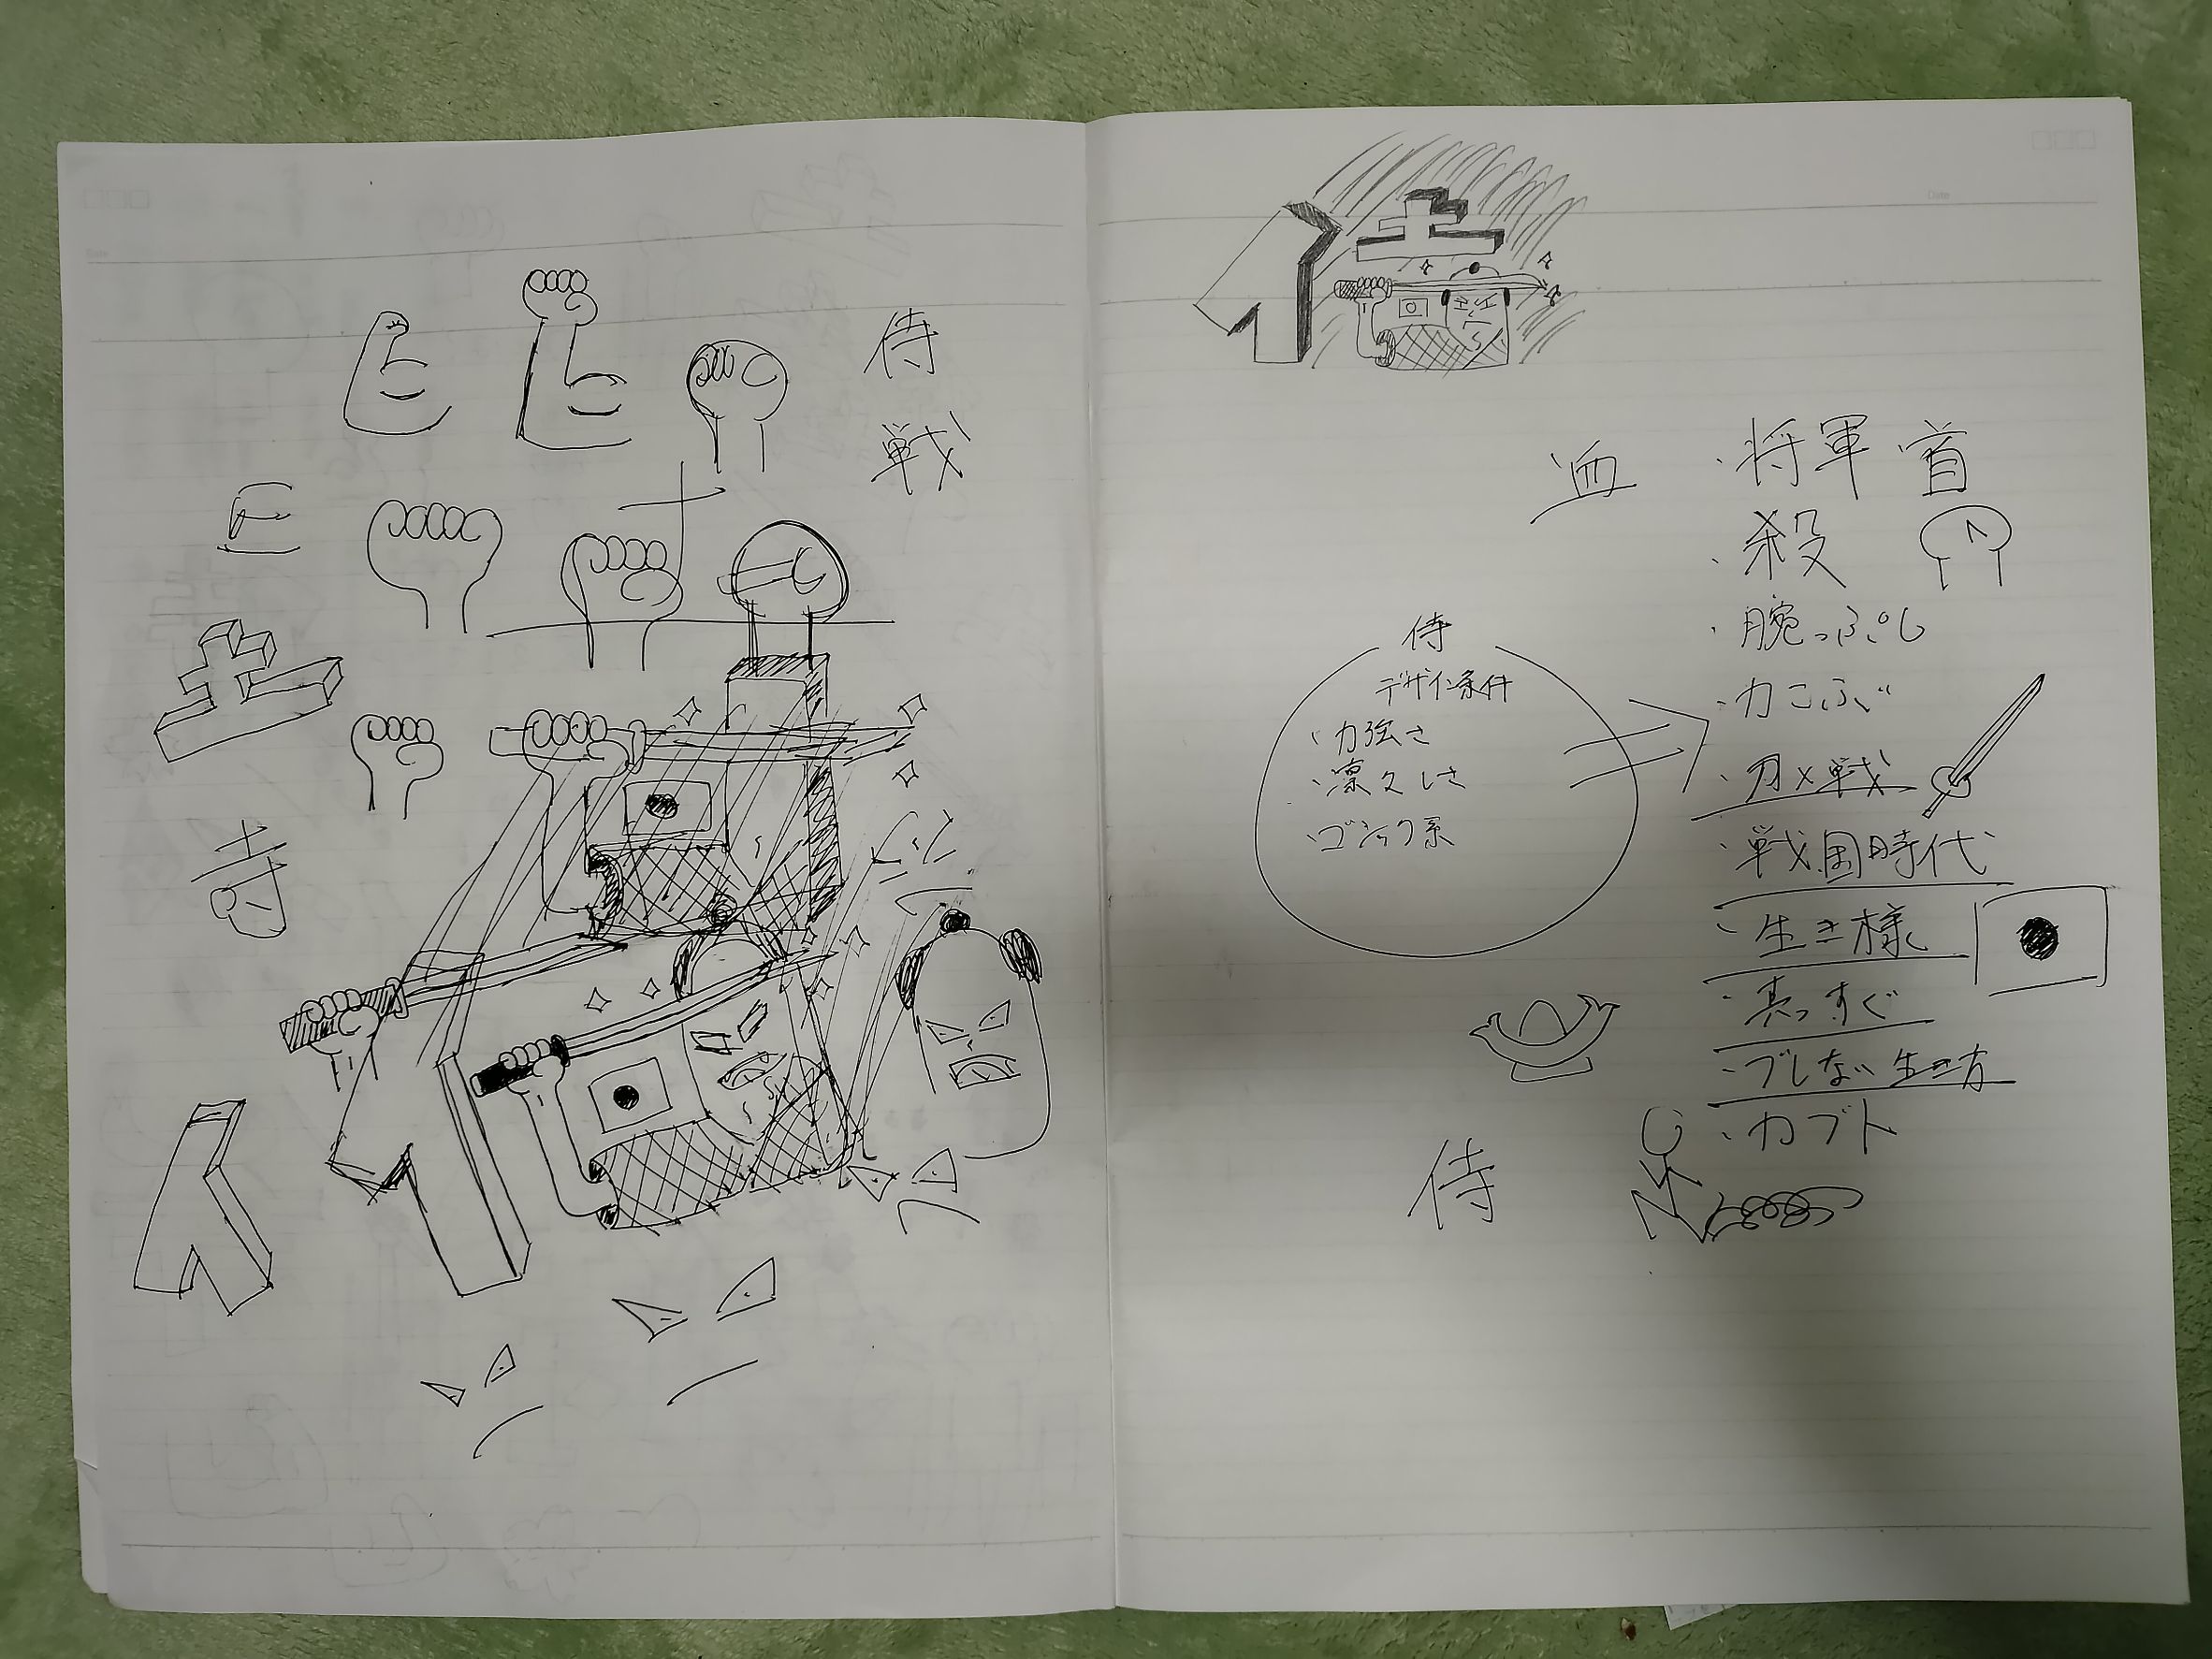 侍
戦
土
寺
イ
侍
血
・将軍 首
・殺
・腕っぷし
・力こぶ
・刀×戦
・戦国時代
・生き様
・真っすぐ
・ブレない生き方
・カブト
侍
デザイン条件
・力強さ
・凛々しさ
・ゴシック系
侍